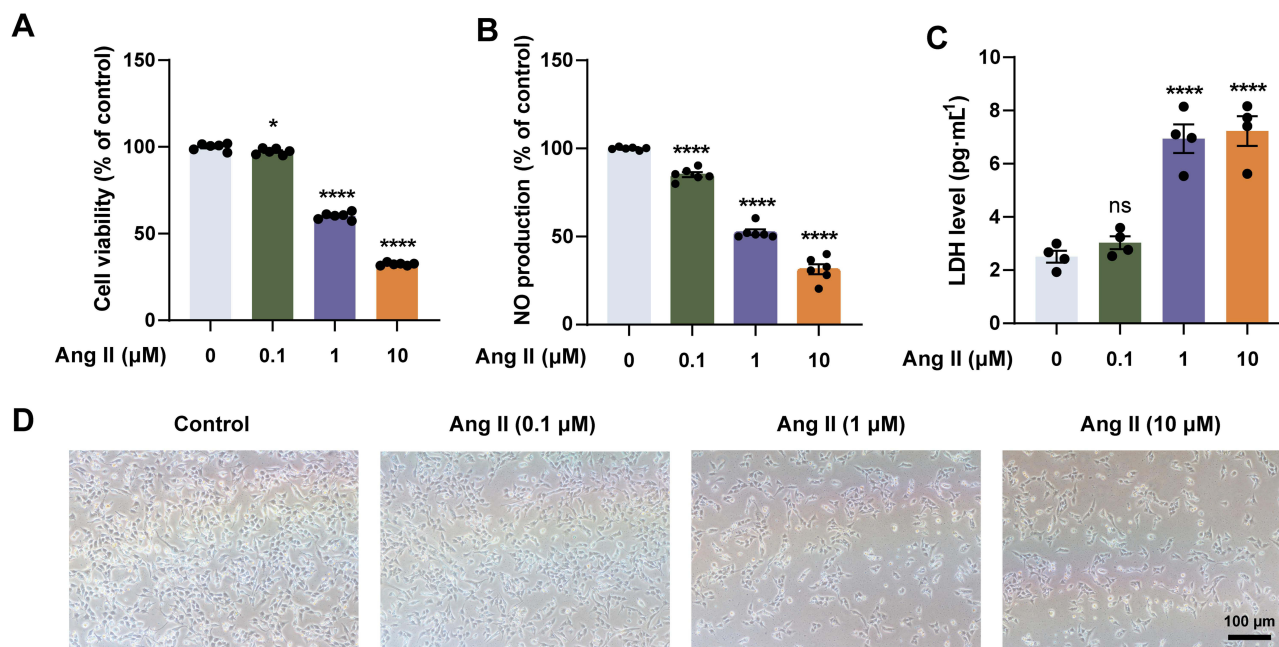 A
Cell viability (% of control)
150
100
50
0
*
****
****
Ang II (μM)
0 0.1 1 10
B
NO production (% of control)
150
100
50
0
****
****
****
Ang II (μM)
0 0.1 1 10
C
LDH level (pg·mL¹)
10
8
6
4
2
0
ns
****
****
Ang II (μM)
0 0.1 1 10
D
Control
Ang II (0.1 μM)
Ang II (1 μM)
Ang II (10 μM)
100 μm